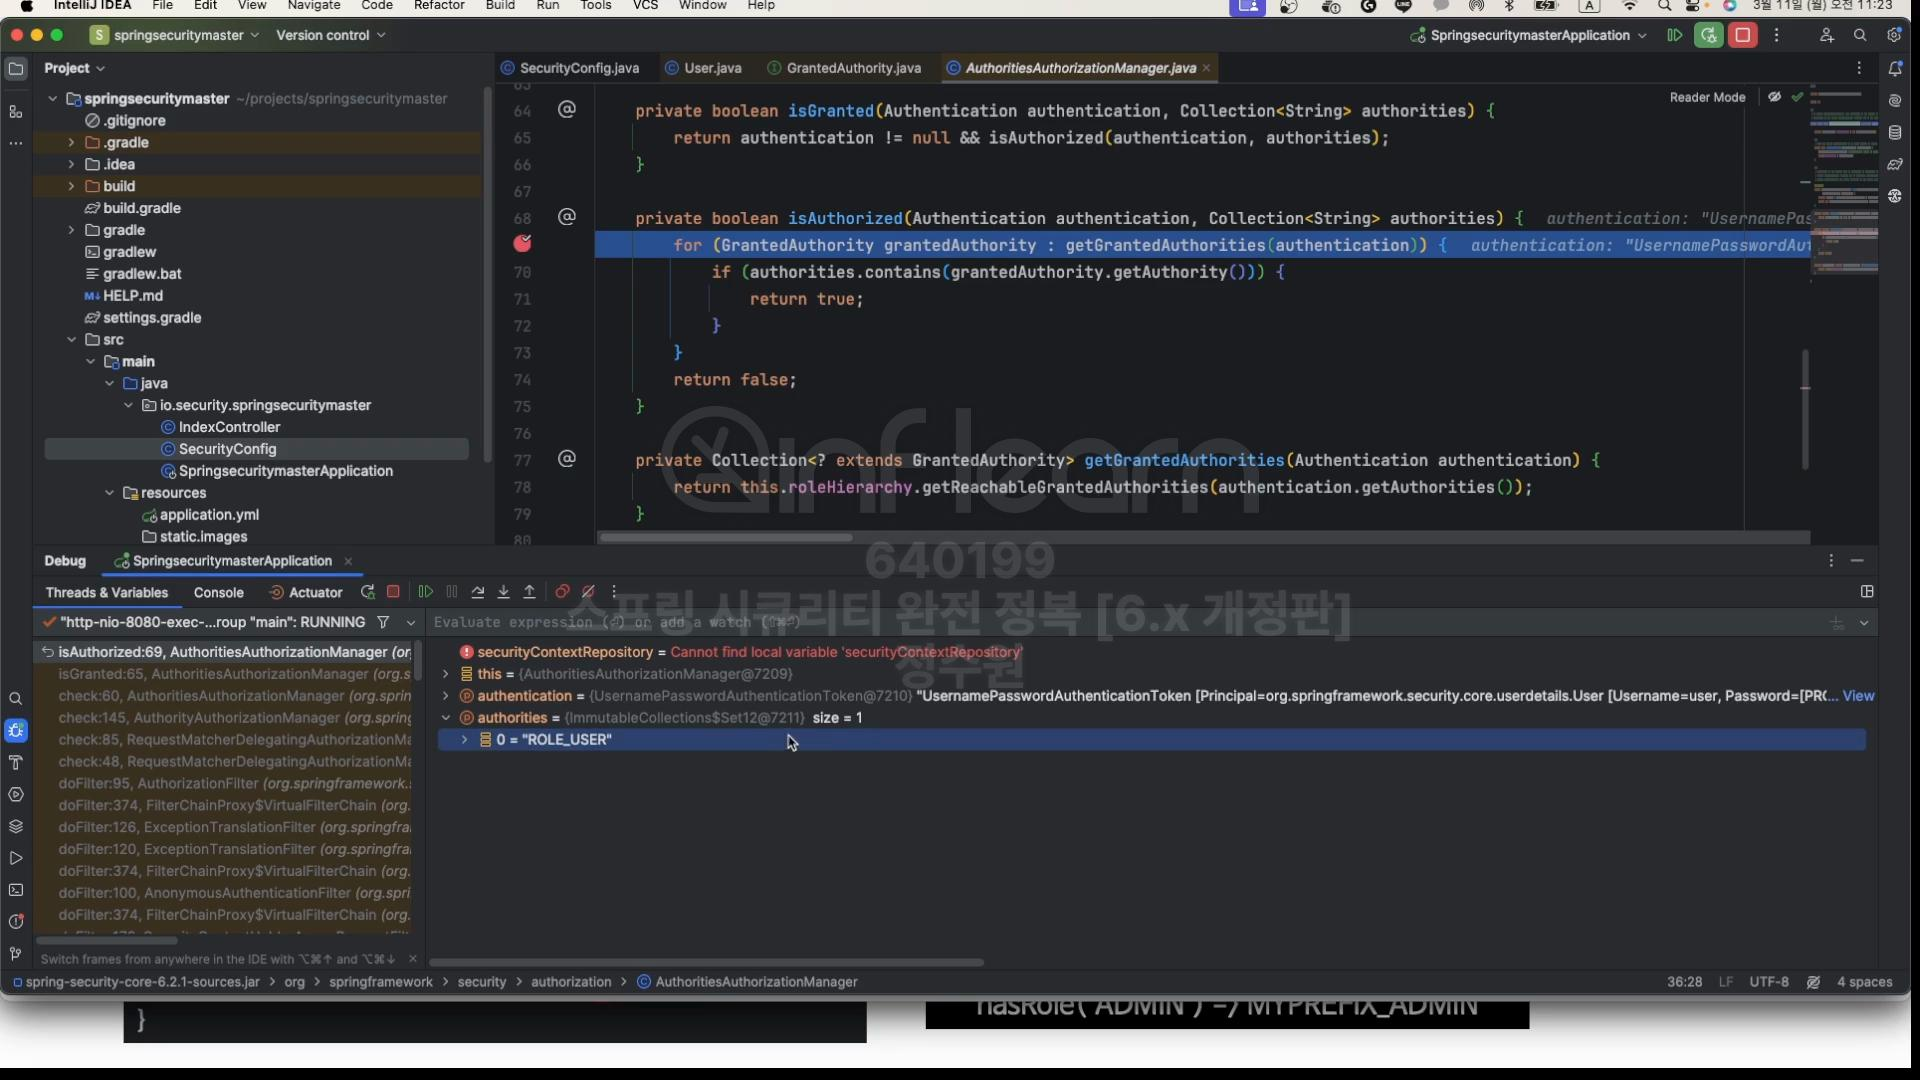 IntelliJ IDEA File Edit View Navigate Code Refactor Build Run Tools VCS Window Help A 3월 11일 (월) 오전 11:23
S springsecuritymaster Version control SpringsecuritymasterApplication
Project SecurityConfig.java User.java GrantedAuthority.java AuthoritiesAuthorizationManager.java
Reader Mode
springsecuritymaster ~/projects/springsecuritymaster
.gitignore
.gradle
.idea
build
build.gradle
gradle
gradlew
gradlew.bat
HELP.md
settings.gradle
src
main
java
io.security.springsecuritymaster
IndexController
SecurityConfig
SpringsecuritymasterApplication
resources
application.yml
static.images
63
64 private boolean isGranted(Authentication authentication, Collection<String> authorities) {
65 return authentication != null && isAuthorized(authentication, authorities);
66 }
67
68 private boolean isAuthorized(Authentication authentication, Collection<String> authorities) { authentication: "UsernamePas
for (GrantedAuthority grantedAuthority : getGrantedAuthorities(authentication)) { authentication: "UsernamePasswordAut
70 if (authorities.contains(grantedAuthority.getAuthority())) {
71 return true;
72 }
73 }
74 return false;
75 }
76
77 private Collection<? extends GrantedAuthority> getGrantedAuthorities(Authentication authentication) {
78 return this.roleHierarchy.getReachableGrantedAuthorities(authentication.getAuthorities());
79 }
80
inflearn
640199
스프링 시큐리티 완전 정복 [6.x 개정판]
정수원
Debug SpringsecuritymasterApplication
Threads & Variables Console Actuator
"http-nio-8080-exec-...roup "main": RUNNING
Evaluate expression (⏎) or add a watch (⇧⌘⏎)
isAuthorized:69, AuthoritiesAuthorizationManager (or
isGranted:65, AuthoritiesAuthorizationManager (org.s
check:60, AuthoritiesAuthorizationManager (org.sprin
check:145, AuthorityAuthorizationManager (org.spring
check:85, RequestMatcherDelegatingAuthorizationMa
check:48, RequestMatcherDelegatingAuthorizationMa
doFilter:95, AuthorizationFilter (org.springframework.
doFilter:374, FilterChainProxy$VirtualFilterChain (org.
doFilter:126, ExceptionTranslationFilter (org.springfra
doFilter:120, ExceptionTranslationFilter (org.springfra
doFilter:374, FilterChainProxy$VirtualFilterChain (org.
doFilter:100, AnonymousAuthenticationFilter (org.spri
doFilter:374, FilterChainProxy$VirtualFilterChain (org.
securityContextRepository = Cannot find local variable 'securityContextRepository'
this = {AuthoritiesAuthorizationManager@7209}
authentication = {UsernamePasswordAuthenticationToken@7210} "UsernamePasswordAuthenticationToken [Principal=org.springframework.security.core.userdetails.User [Username=user, Password=[PR(... View
authorities = {ImmutableCollections$Set12@7211} size = 1
0 = "ROLE_USER"
Switch frames from anywhere in the IDE with ⌥⌘↑ and ⌥⌘↓
spring-security-core-6.2.1-sources.jar org springframework security authorization AuthoritiesAuthorizationManager 36:28 LF UTF-8 4 spaces
}
hasRole("ADMIN") => MYPREFIX_ADMIN